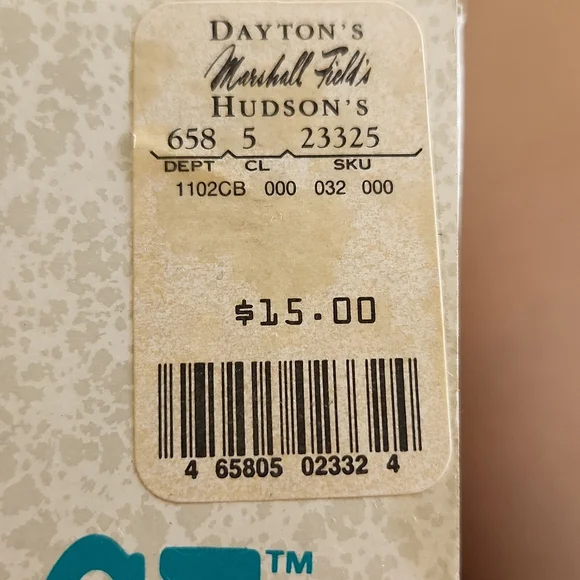 DAYTON'S
Marshall Field's
HUDSON'S
658 5 23325
DEPT CL SKU
1102CB 000 032 000
$15.00
4 65805 02332 4
TM